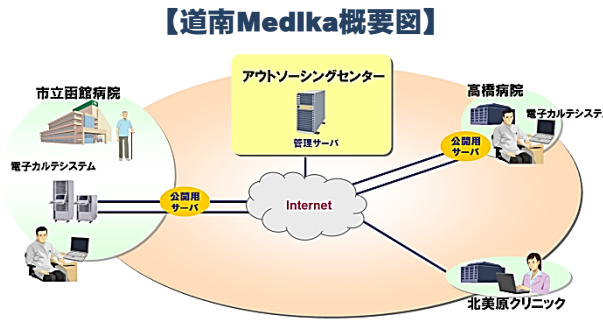 【道南MedIka概要図】
アウトソーシングセンター
管理サーバ
市立函館病院
電子カルテシステム
公開用
サーバ
Internet
高橋病院
電子カルテシステム
公開用
サーバ
北美原クリニック